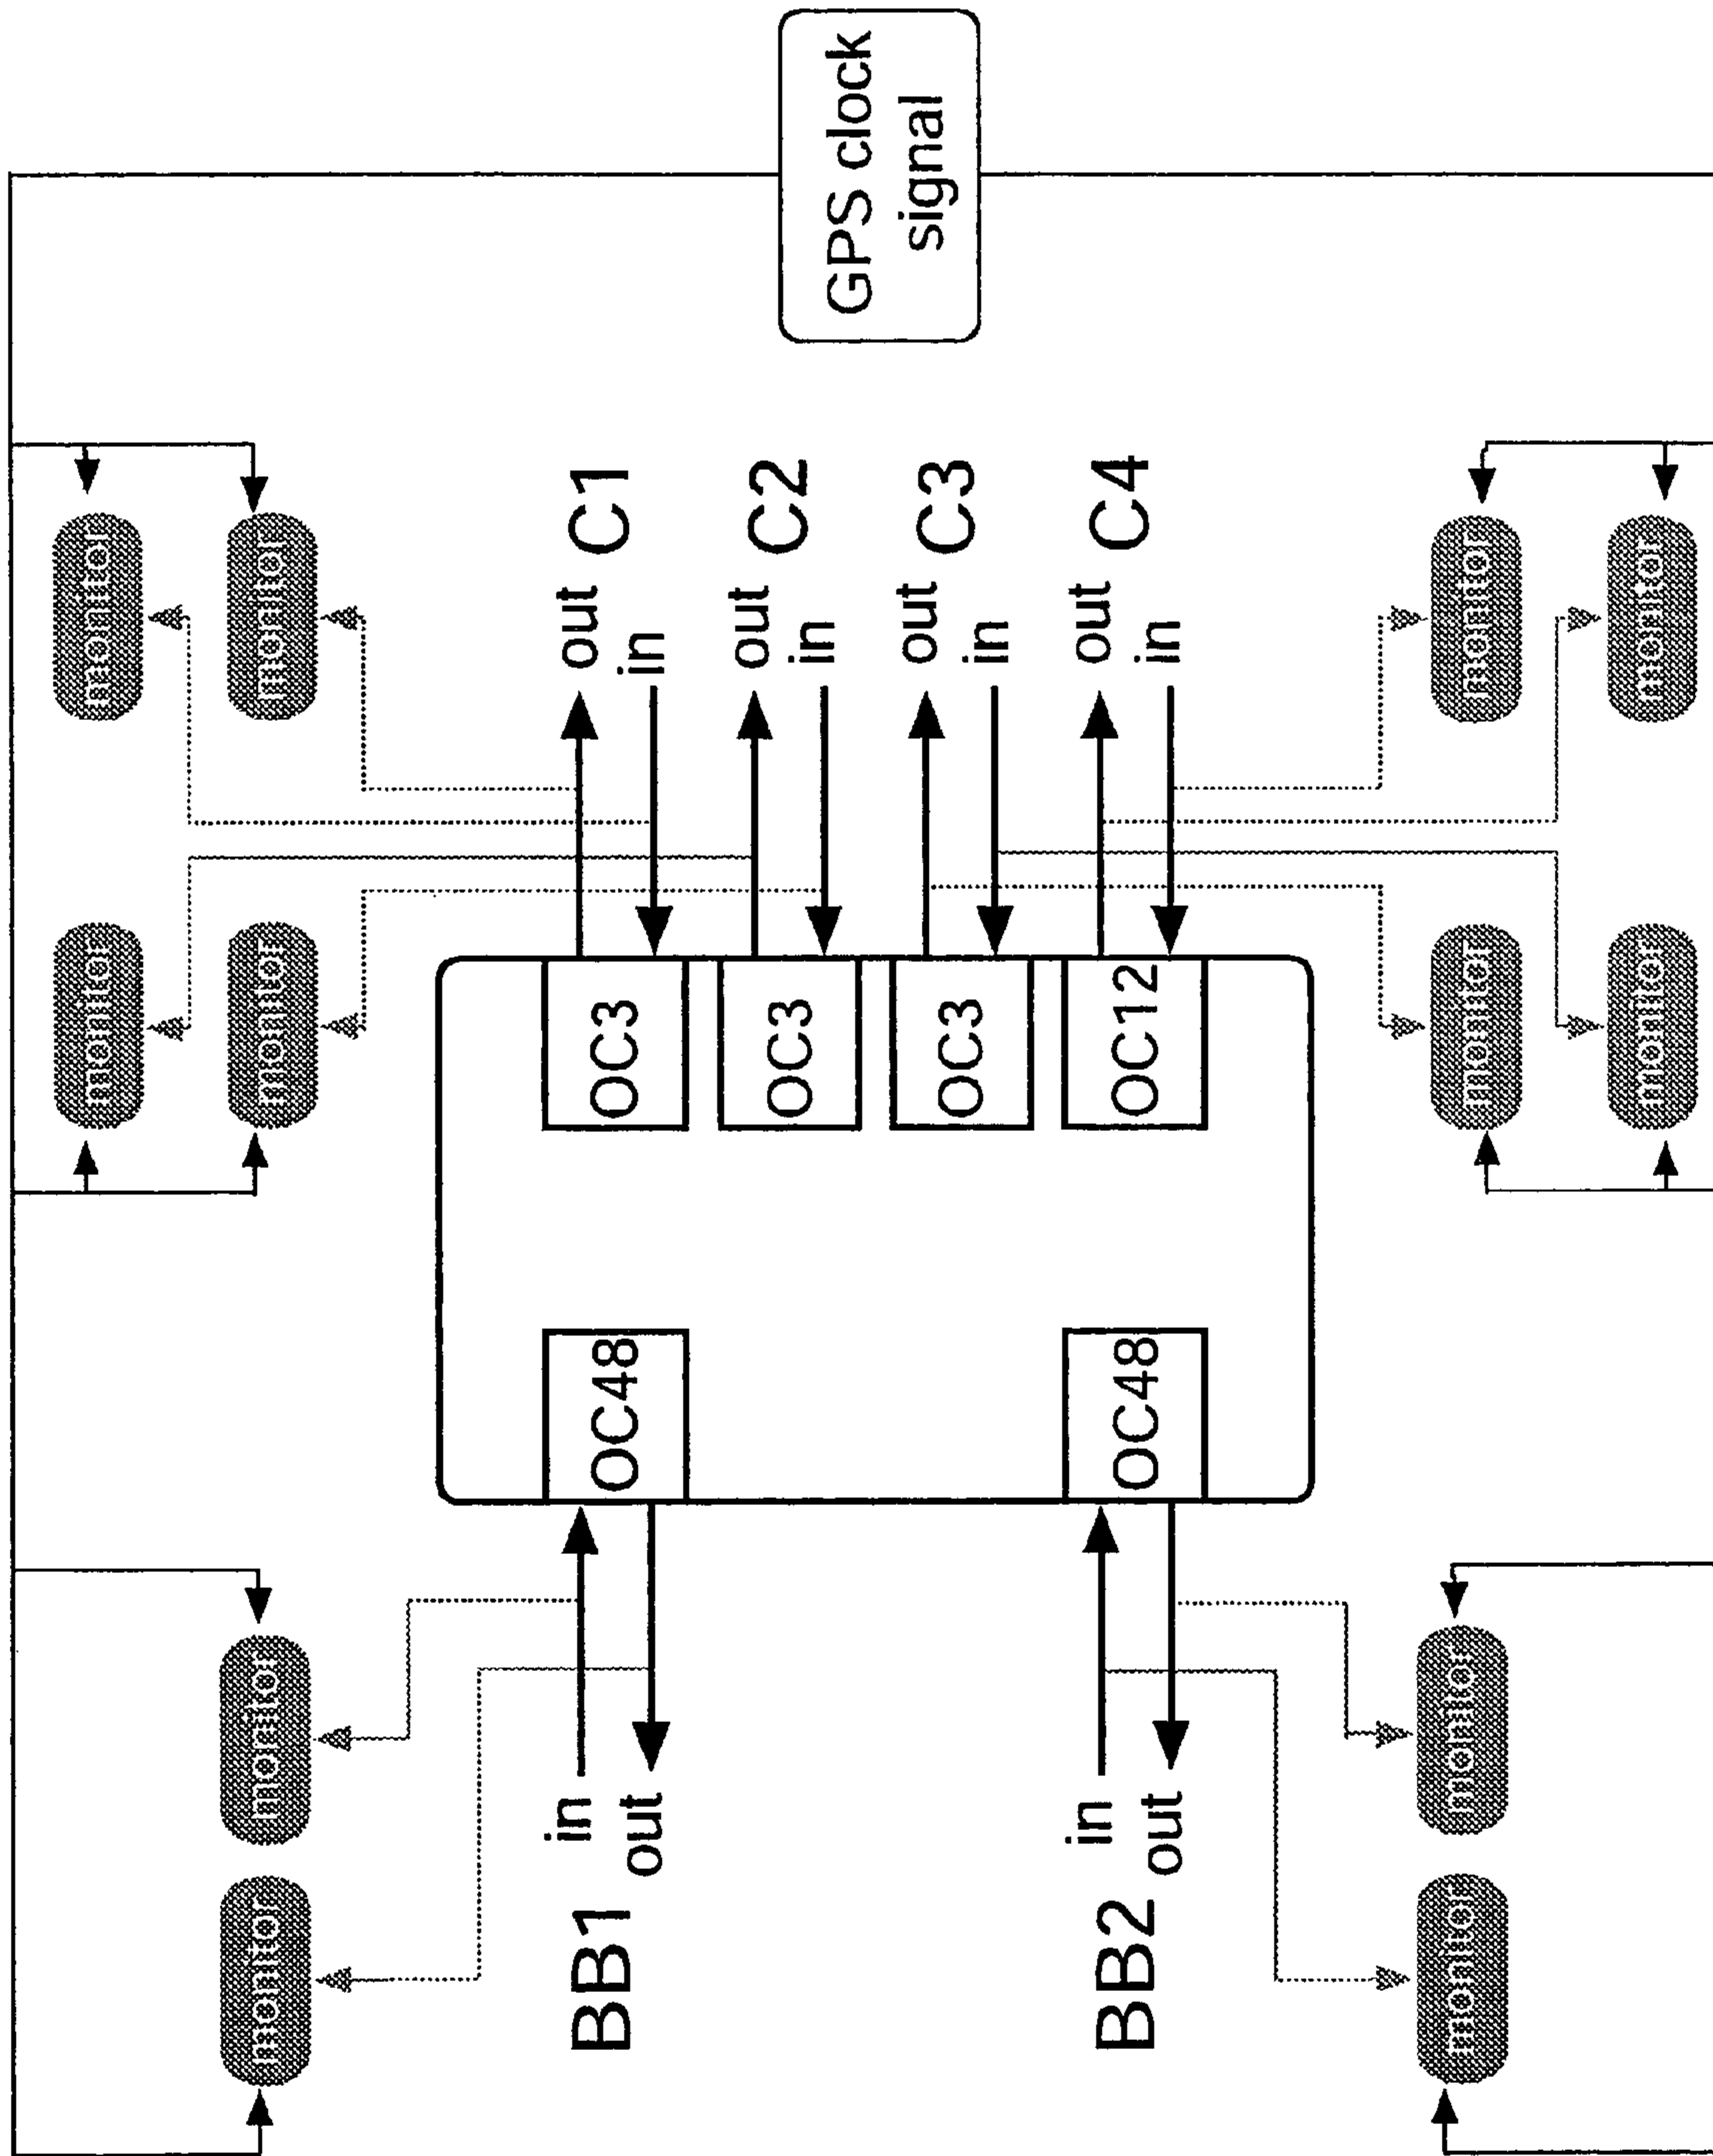 monitor
monitor
monitor
monitor
monitor
monitor
BB1
in
out
OC48
OC3
out
in
C1
OC3
out
in
C2
GPS clock
signal
OC3
out
in
C3
BB2
in
out
OC48
OC12
out
in
C4
monitor
monitor
monitor
monitor
monitor
monitor